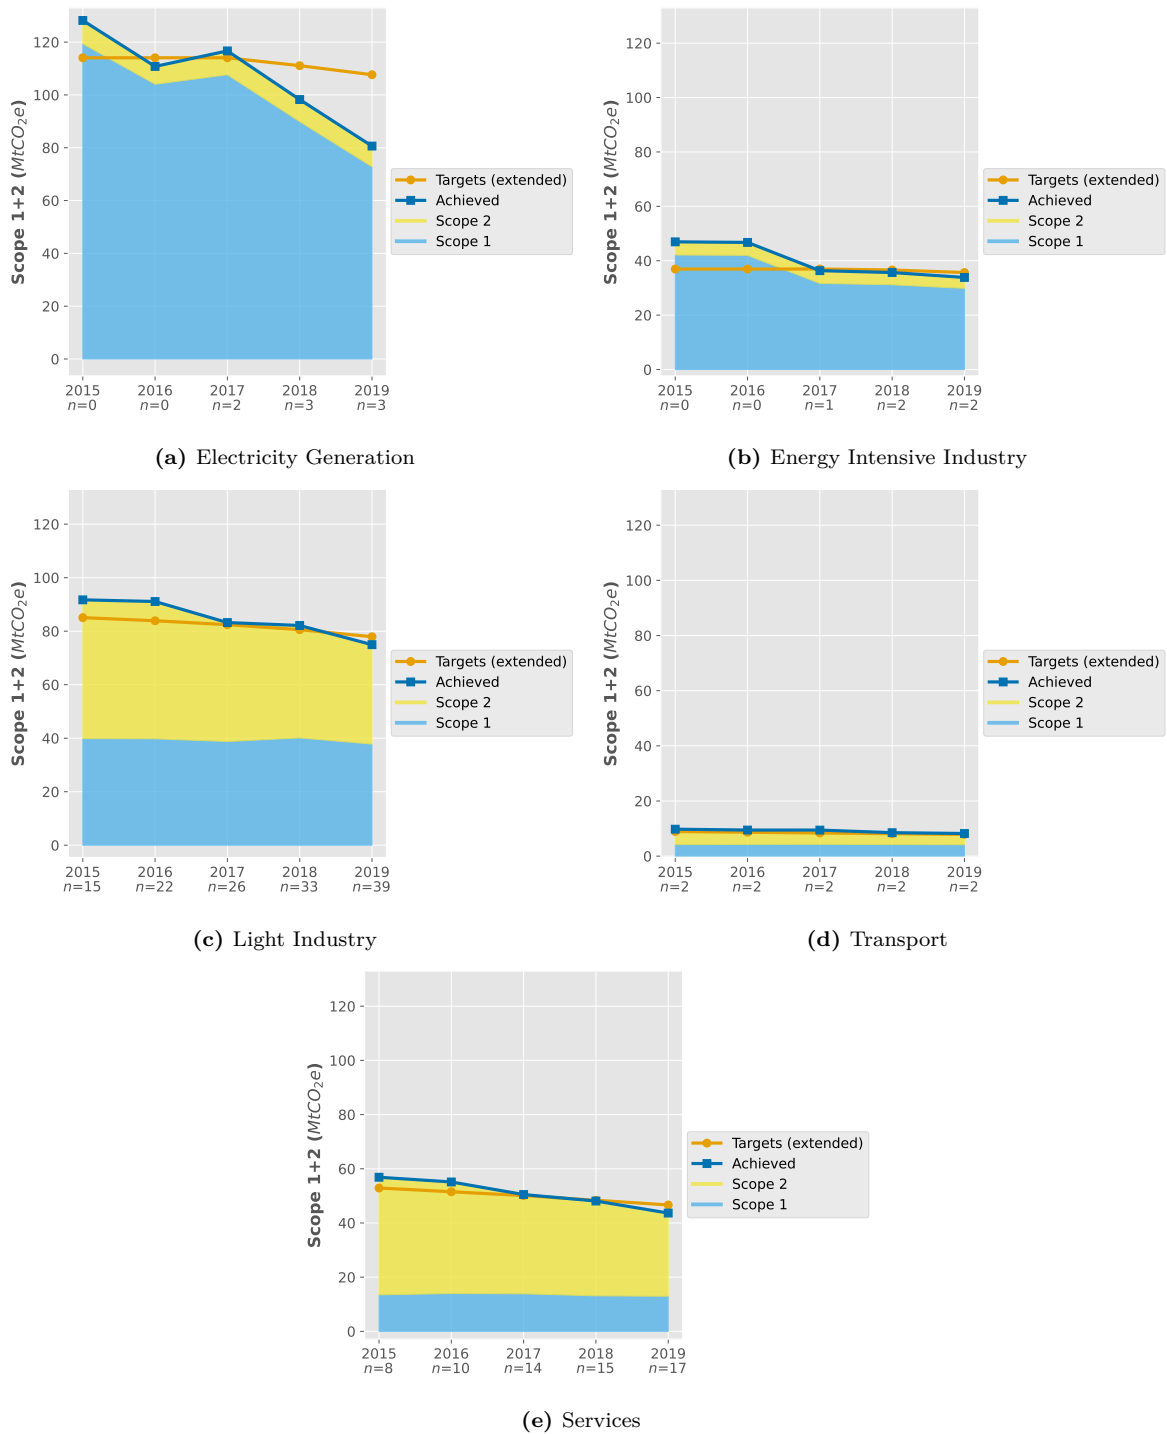 120
100
80
60
40
20
0
Scope 1+2 (MtCO₂e)
2015 2016 2017 2018 2019
n=0 n=0 n=2 n=3 n=3
Targets (extended)
Achieved
Scope 2
Scope 1
(a) Electricity Generation
120
100
80
60
40
20
0
Scope 1+2 (MtCO₂e)
2015 2016 2017 2018 2019
n=0 n=0 n=1 n=2 n=2
Targets (extended)
Achieved
Scope 2
Scope 1
(b) Energy Intensive Industry
120
100
80
60
40
20
0
Scope 1+2 (MtCO₂e)
2015 2016 2017 2018 2019
n=15 n=22 n=26 n=33 n=39
Targets (extended)
Achieved
Scope 2
Scope 1
(c) Light Industry
120
100
80
60
40
20
0
Scope 1+2 (MtCO₂e)
2015 2016 2017 2018 2019
n=2 n=2 n=2 n=2 n=2
Targets (extended)
Achieved
Scope 2
Scope 1
(d) Transport
120
100
80
60
40
20
0
Scope 1+2 (MtCO₂e)
2015 2016 2017 2018 2019
n=8 n=10 n=14 n=15 n=17
Targets (extended)
Achieved
Scope 2
Scope 1
(e) Services